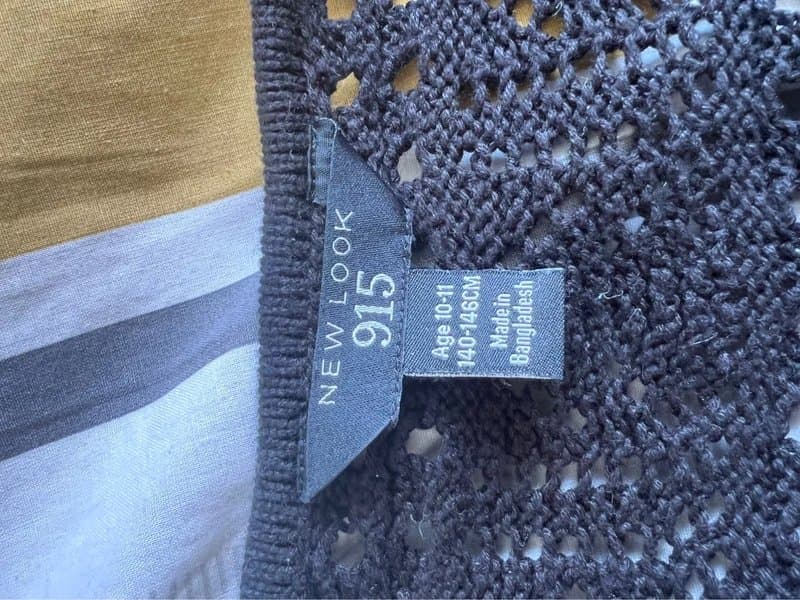 NEW LOOK
915
Age 10-11
140-146CM
Made in
Bangladesh